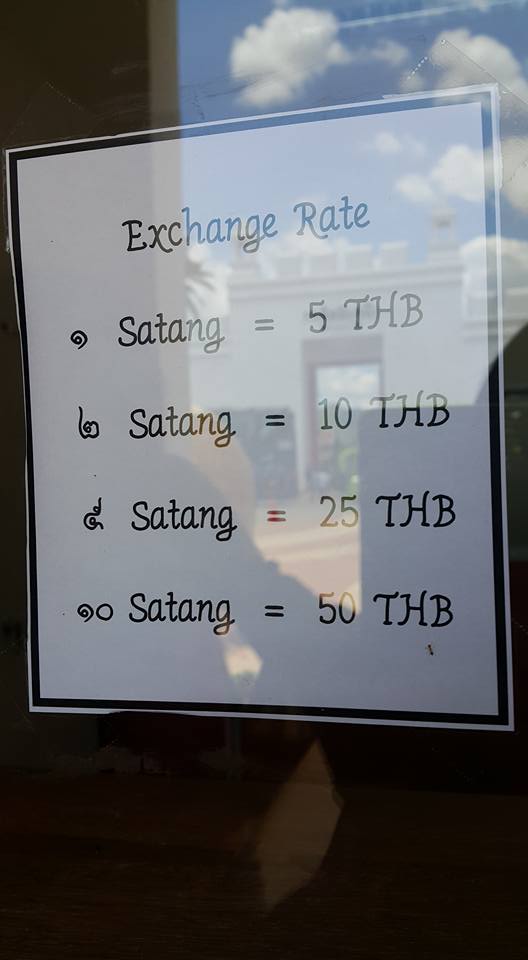 Exchange Rate
๑ Satang = 5 THB
๒ Satang = 10 THB
๕ Satang = 25 THB
๑๐ Satang = 50 THB